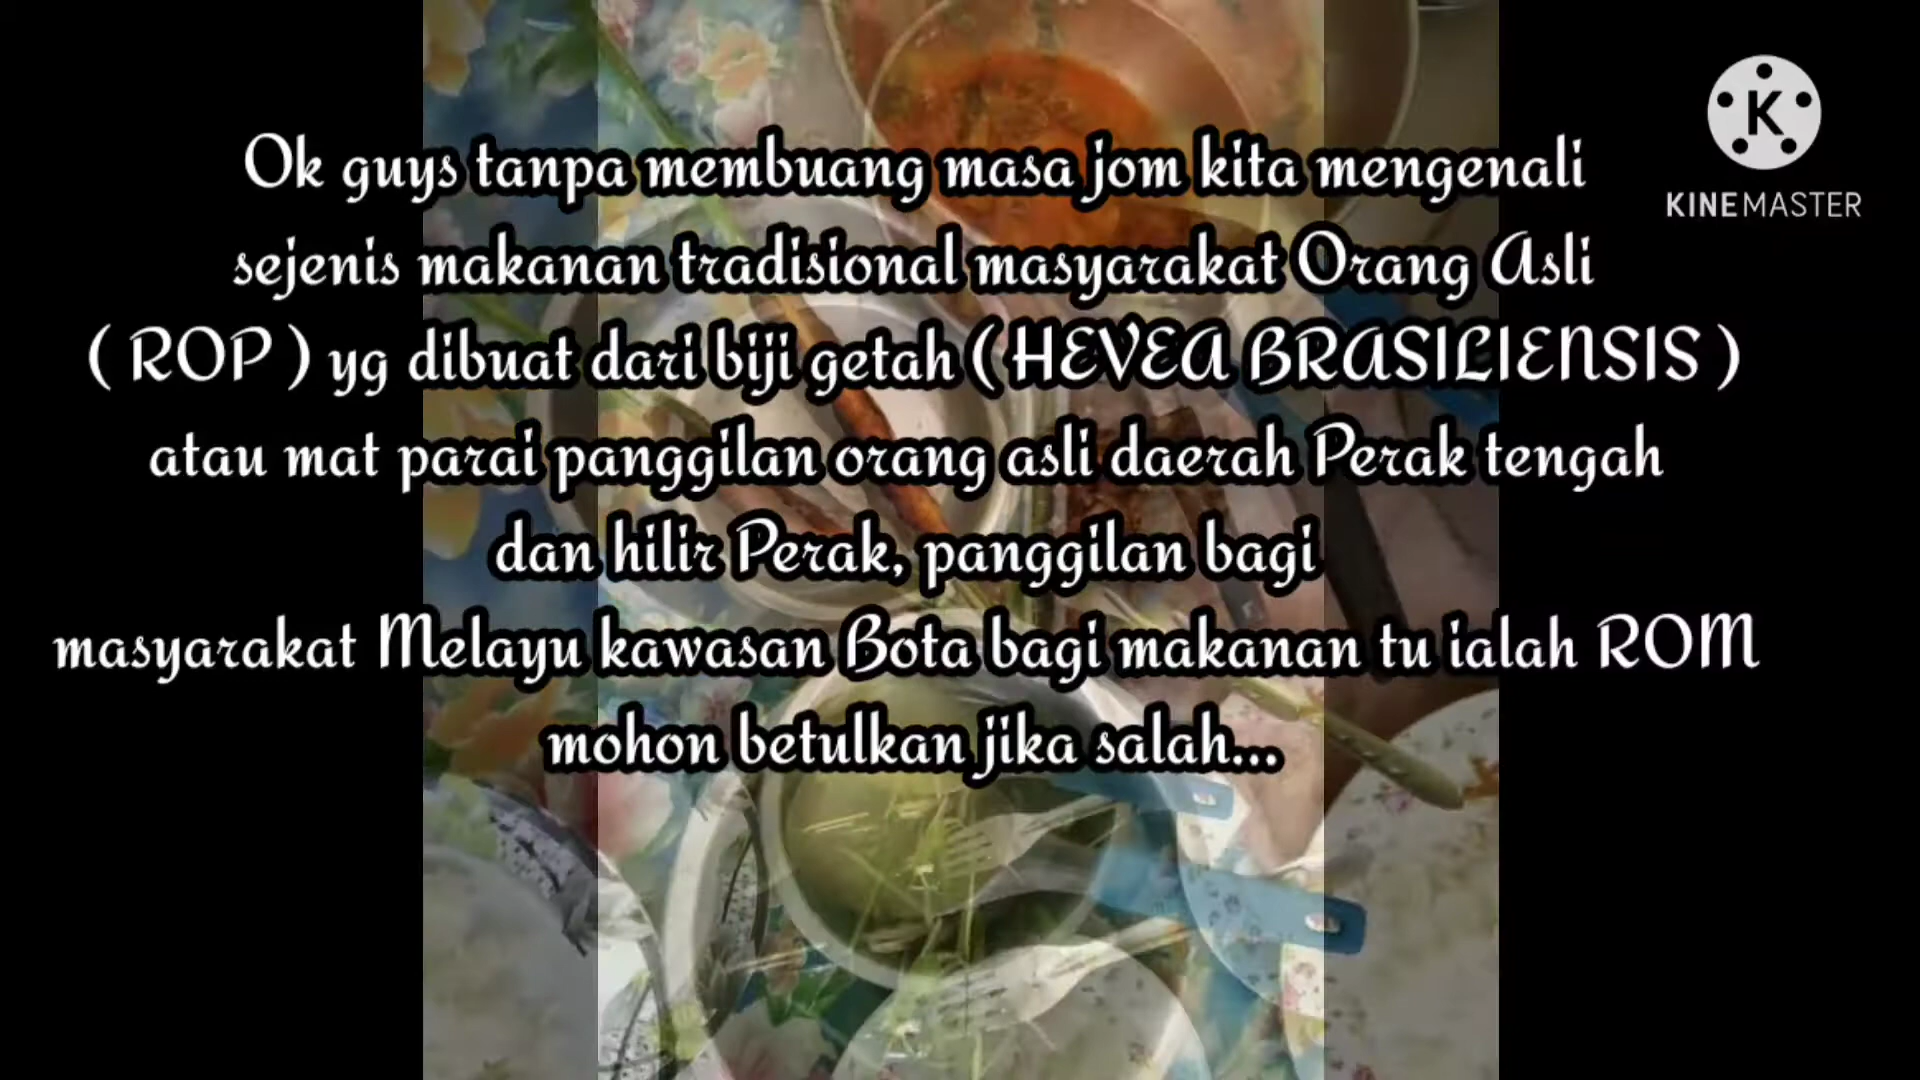 Ok guys tanpa membuang masa jom kita mengenali
sejenis makanan tradisional masyarakat Orang Asli
( ROP ) yg dibuat dari biji getah ( HEVEA BRASILIENSIS )
atau mat parai panggilan orang asli daerah Perak tengah
dan hilir Perak, panggilan bagi
masyarakat Melayu kawasan Bota bagi makanan tu ialah ROM
mohon betulkan jika salah...
K
KINEMASTER